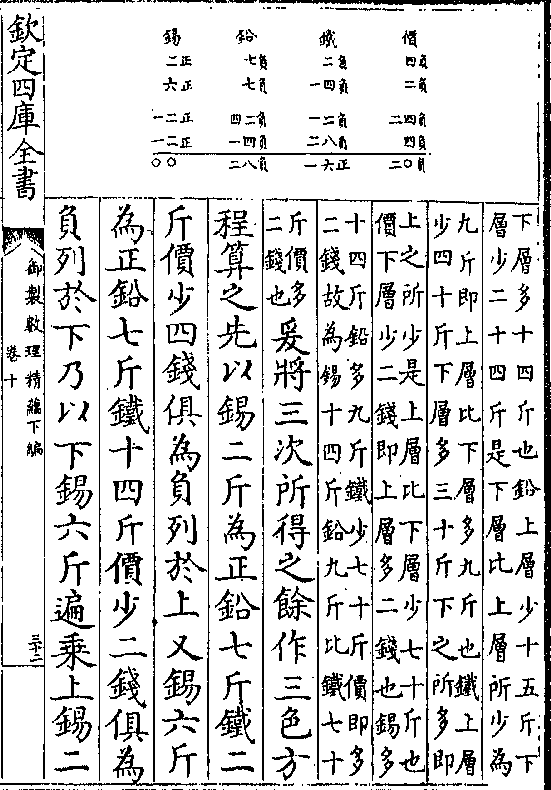 價
四負
二負
二四負
四負
二〇負
鐵
二負
一四負
一二負
二八負
一六正
鉛
七負
七負
四二負
一四負
二八負
錫
二正
六正
一二正
一二正
〇〇
下層多十四斤也鉛上層少十五斤下
層少二十四斤是下層比上層所少為
九斤即上層比下層多九斤也鐵上層
少四十斤下層多三十斤下之所多即
上之所少是上層比下層少七十斤也
價下層少二錢即上層多二錢也錫多
十四斤鉛多九斤鐵少七十斤價即多
二錢故為錫十四斤鉛九斤比鐵七十
斤價多
二錢也
爰將三次所得之餘作三色方
程算之先以錫二斤為正鉛七斤鐵二
斤價少四錢俱為負列於上又錫六斤
為正鉛七斤鐵十四斤價少二錢俱為
負列於下乃以下錫六斤遍乘上錫二
欽定四庫全書
御製數理精蘊下編
卷十
三十二